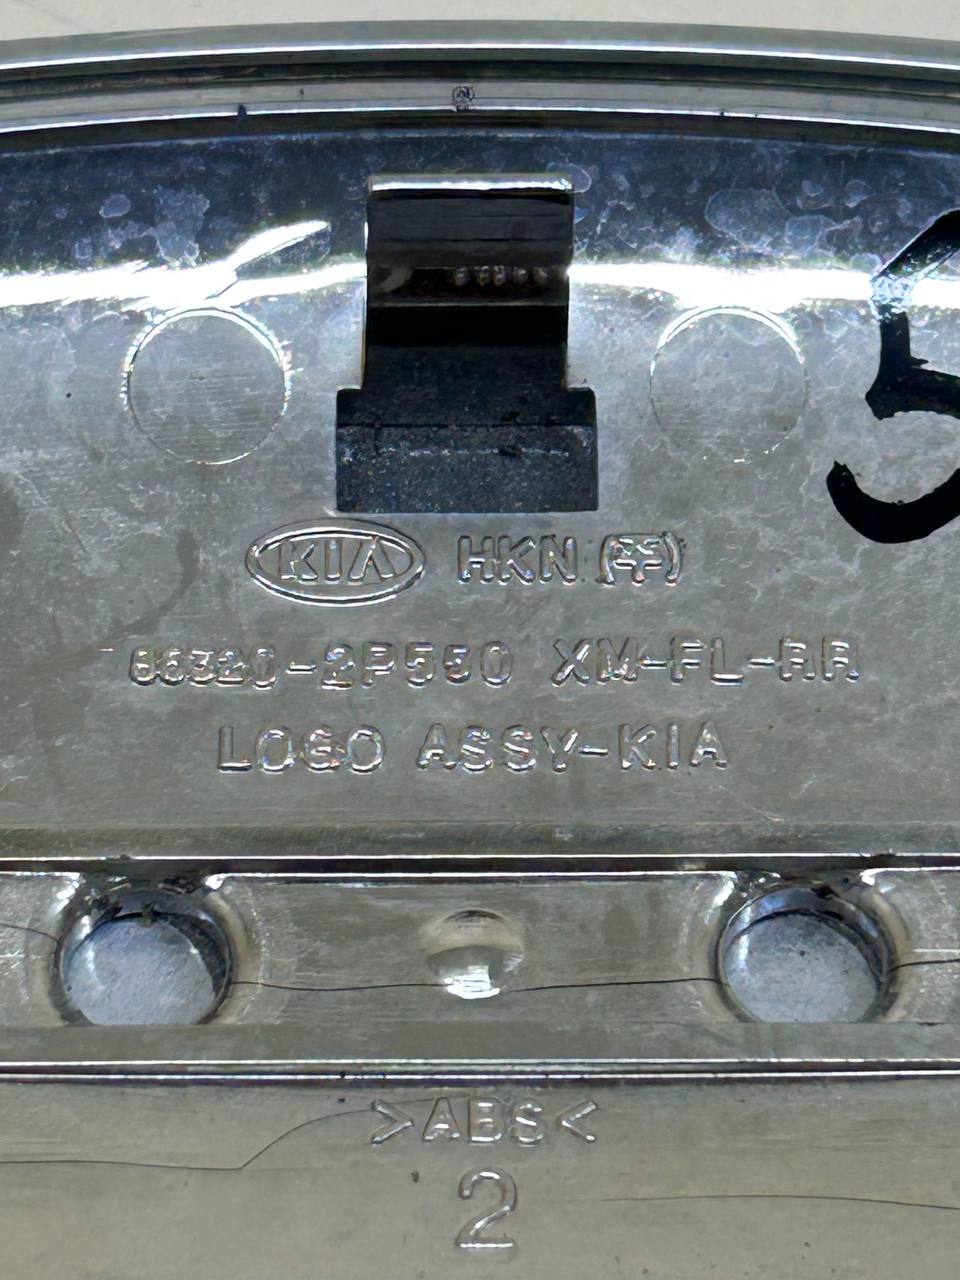 KIA HKN
86320-2P550 XM-FL-RR
LOGO ASSY-KIA
>ABS<
2